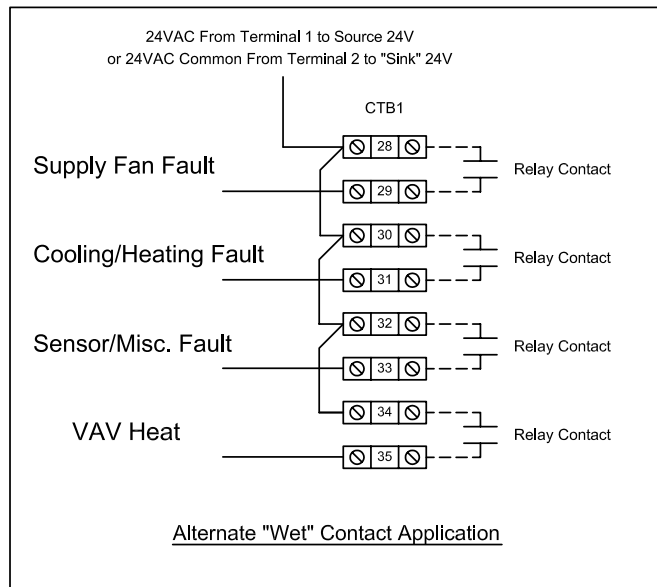 24VAC From Terminal 1 to Source 24V
or 24VAC Common From Terminal 2 to "Sink" 24V
CTB1
28
Supply Fan Fault
Relay Contact
29
30
Cooling/Heating Fault
Relay Contact
31
32
Sensor/Misc. Fault
Relay Contact
33
34
VAV Heat
Relay Contact
35
Alternate "Wet" Contact Application